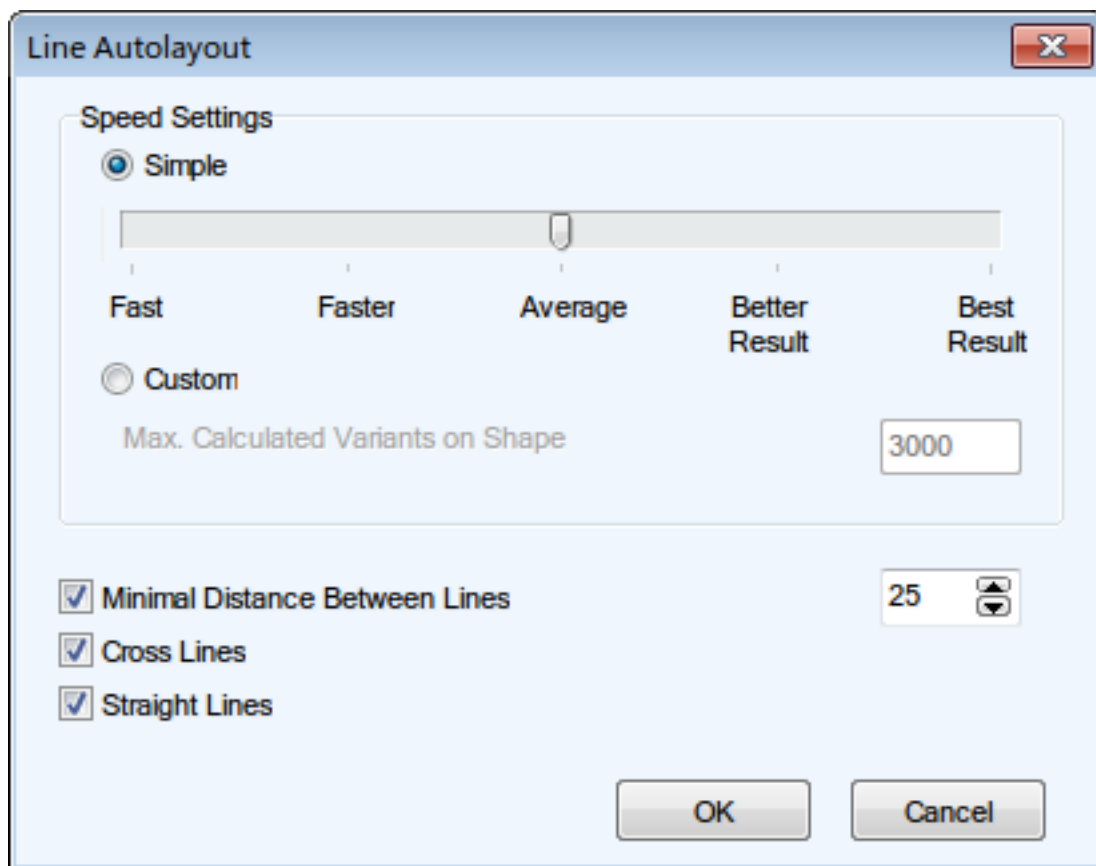 Line Autolayout
Speed Settings
Simple
Fast Faster Average Better Result Best Result
Custom
Max. Calculated Variants on Shape 3000
Minimal Distance Between Lines 25
Cross Lines
Straight Lines
OK Cancel